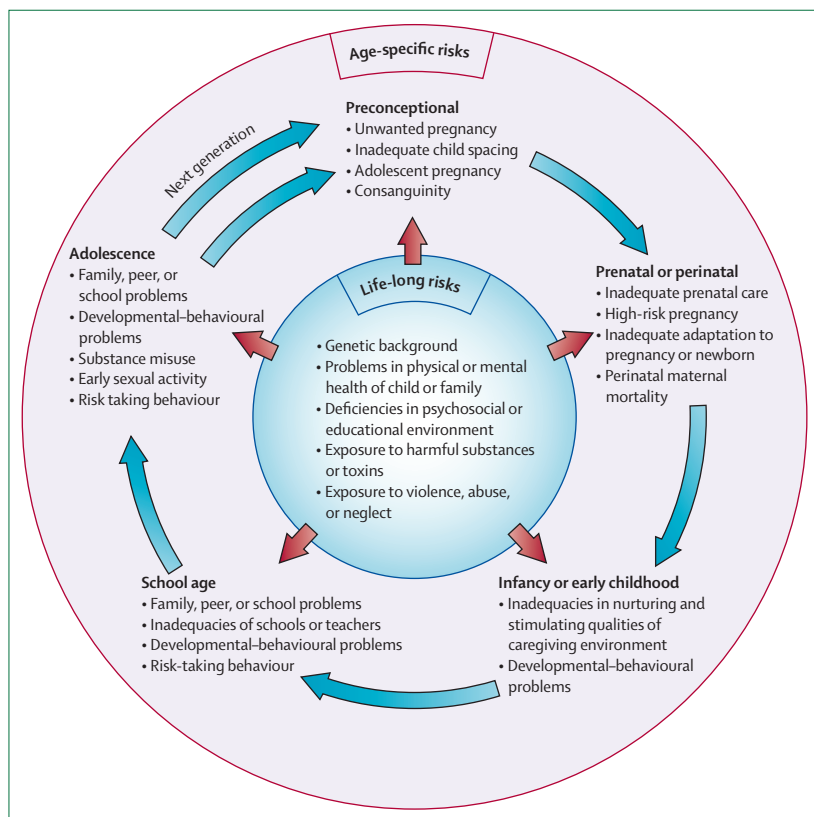 Age-specific risks
Preconceptional
• Unwanted pregnancy
• Inadequate child spacing
• Adolescent pregnancy
• Consanguinity
Next generation
Prenatal or perinatal
• Inadequate prenatal care
• High-risk pregnancy
• Inadequate adaptation to
pregnancy or newborn
• Perinatal maternal
mortality
Infancy or early childhood
• Inadequacies in nurturing and
stimulating qualities of
caregiving environment
• Developmental–behavioural
problems
School age
• Family, peer, or school problems
• Inadequacies of schools or teachers
• Developmental–behavioural problems
• Risk-taking behaviour
Adolescence
• Family, peer, or
school problems
• Developmental–behavioural
problems
• Substance misuse
• Early sexual activity
• Risk taking behaviour
Life-long risks
• Genetic background
• Problems in physical or mental
health of child or family
• Deficiencies in psychosocial or
educational environment
• Exposure to harmful substances
or toxins
• Exposure to violence, abuse,
or neglect